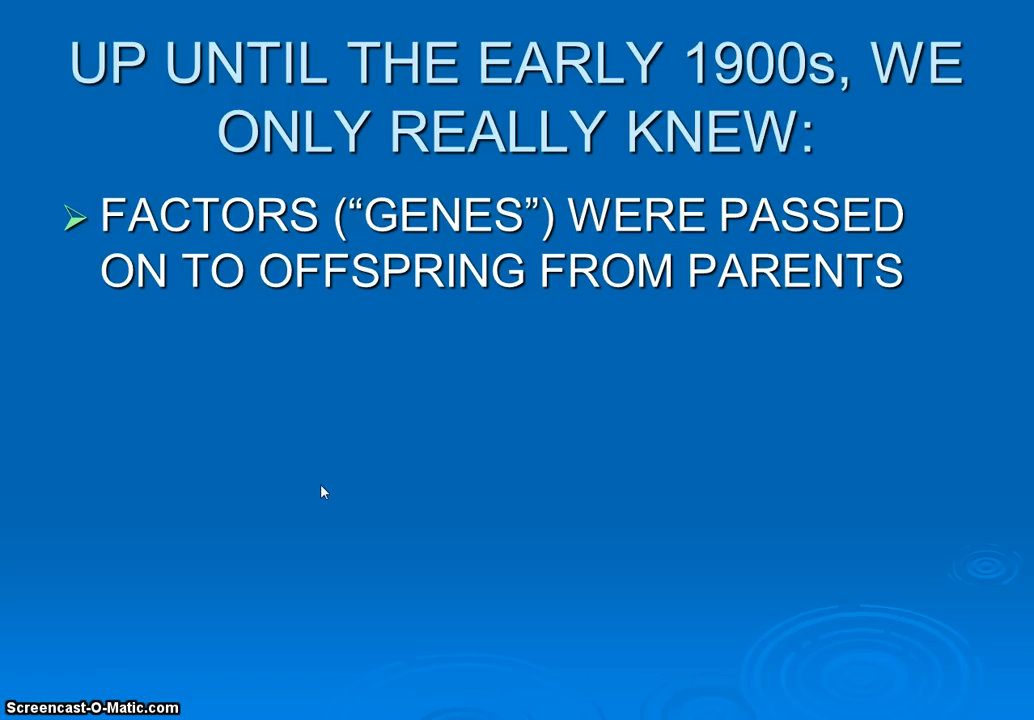 UP UNTIL THE EARLY 1900s, WE
ONLY REALLY KNEW:
FACTORS (“GENES”) WERE PASSED
ON TO OFFSPRING FROM PARENTS
Screencast-O-Matic.com